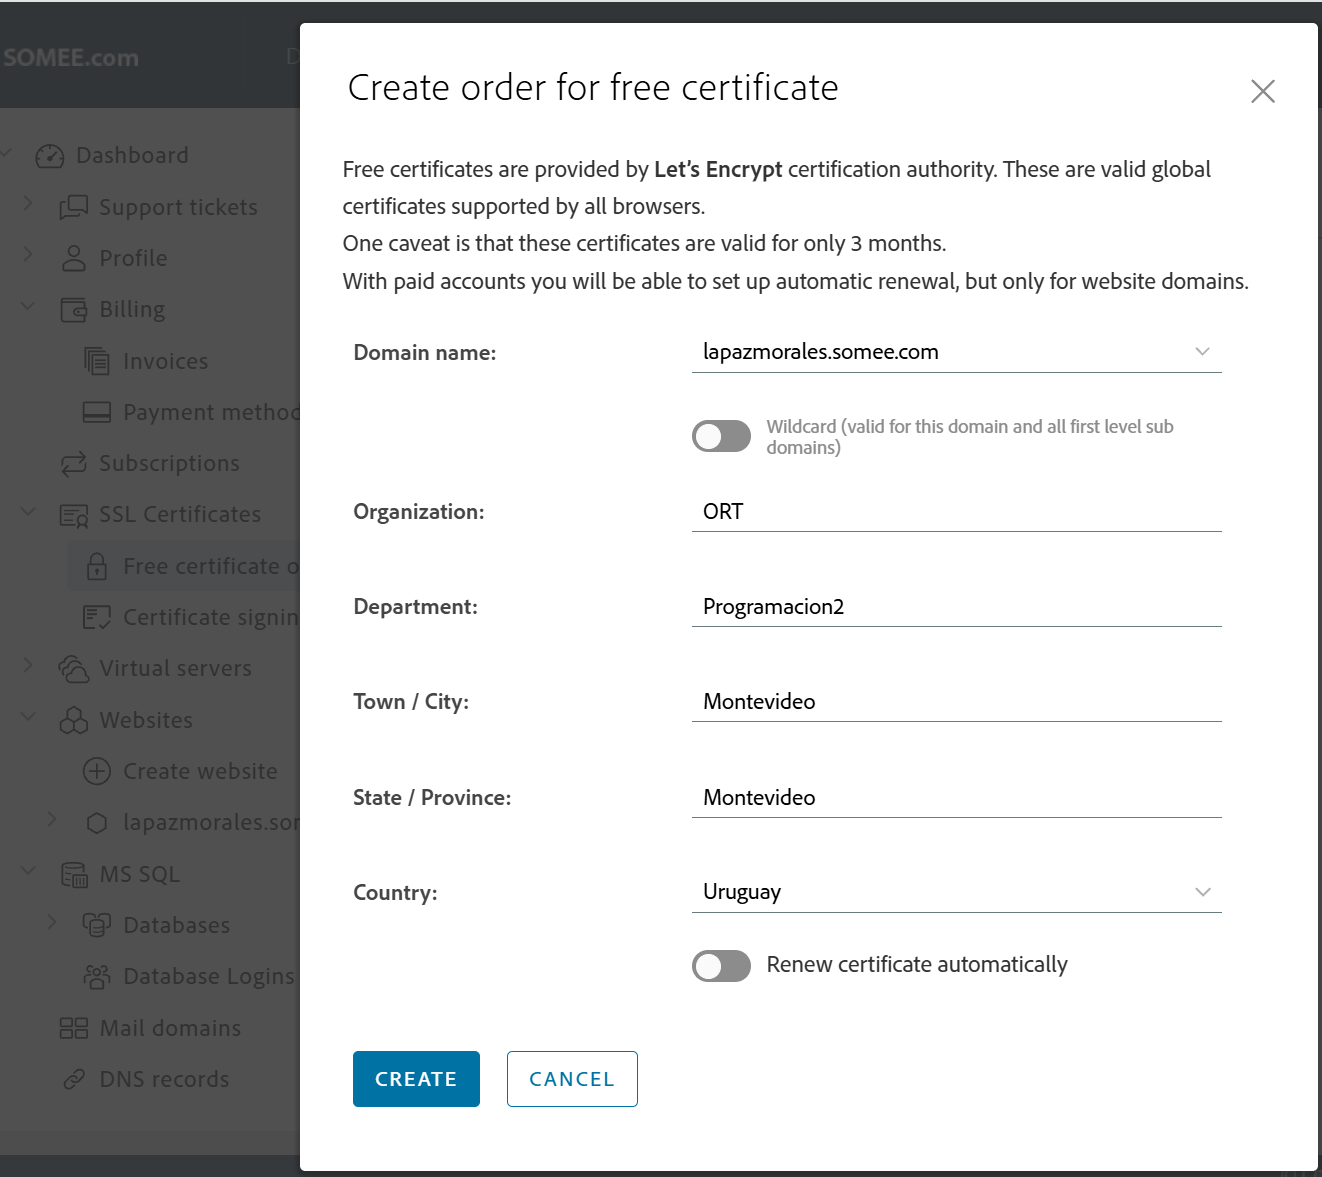 SOMEE.com
D
Dashboard
Support tickets
Profile
Billing
Invoices
Payment method
Subscriptions
SSL Certificates
Free certificate o
Certificate signin
Virtual servers
Websites
Create website
lapazmorales.som
MS SQL
Databases
Database Logins
Mail domains
DNS records
Create order for free certificate
Free certificates are provided by Let's Encrypt certification authority. These are valid global
certificates supported by all browsers.
One caveat is that these certificates are valid for only 3 months.
With paid accounts you will be able to set up automatic renewal, but only for website domains.
Domain name: lapazmorales.somee.com
Wildcard (valid for this domain and all first level sub
domains)
Organization: ORT
Department: Programacion2
Town / City: Montevideo
State / Province: Montevideo
Country: Uruguay
Renew certificate automatically
CREATE CANCEL